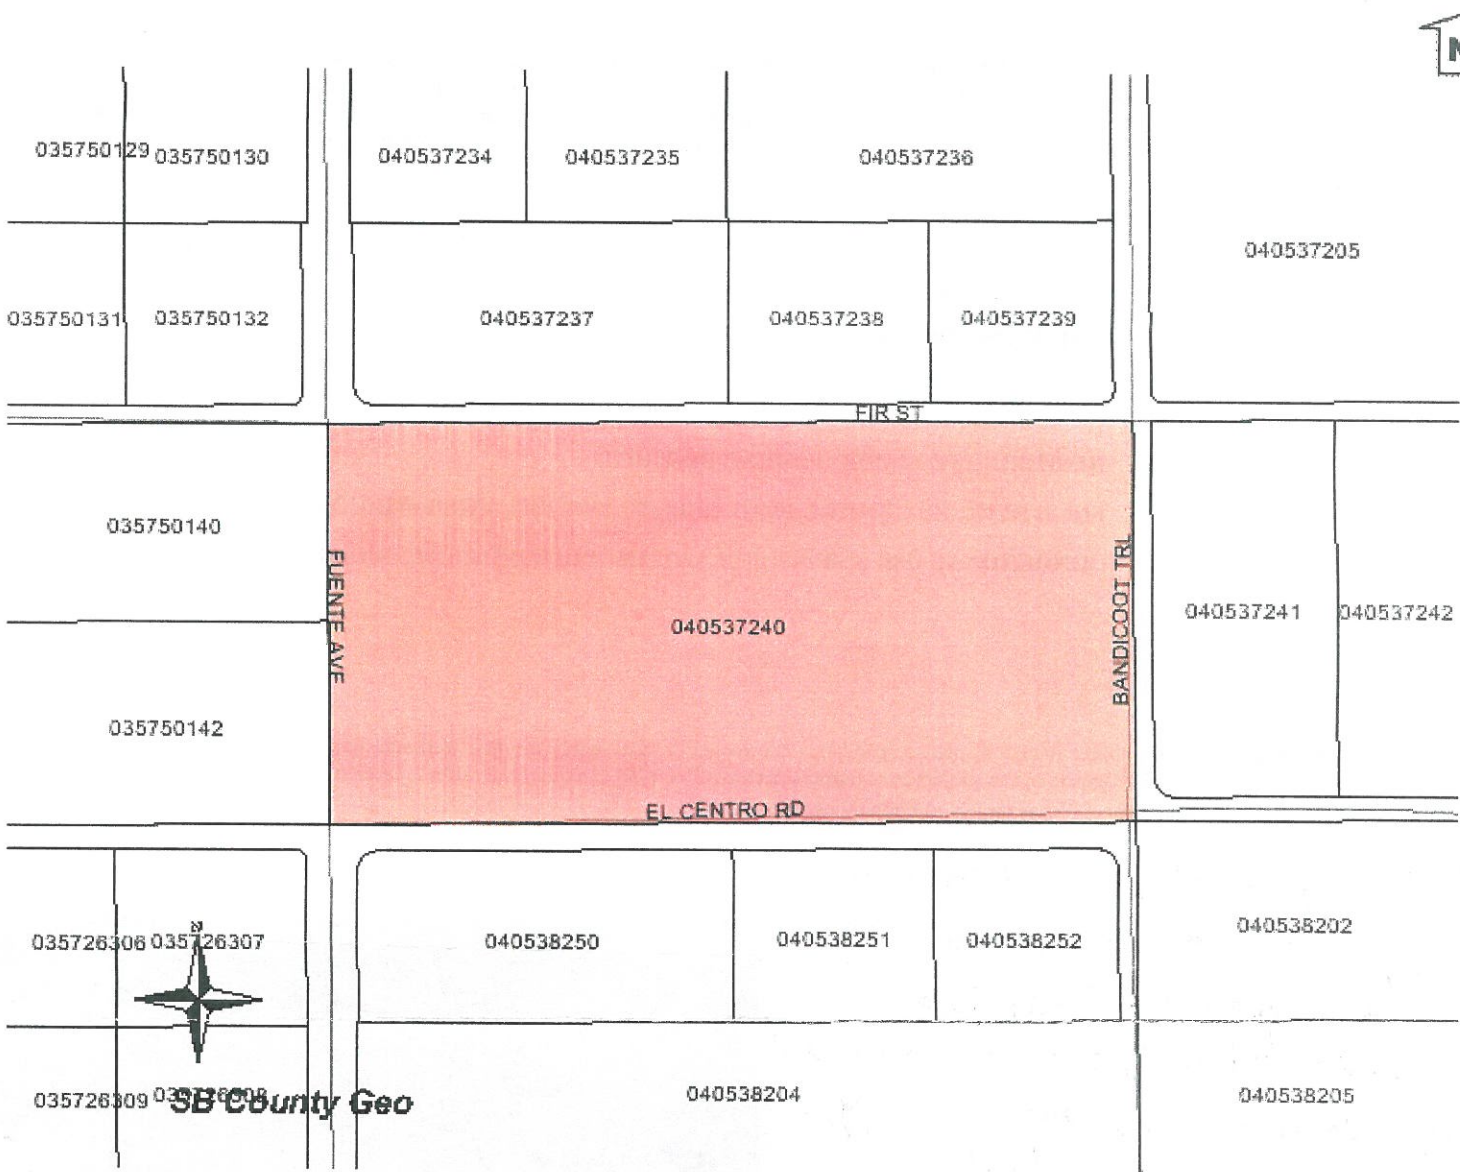 N
035750129 035750130 040537234 040537235 040537236
040537205
035750131 035750132 040537237 040537238 040537239
FIR ST
035750140
FUENTE AVE
040537240
BANDICOOT TRL
040537241 040537242
035750142
EL CENTRO RD
040538202
035726306 035726307 040538250 040538251 040538252
N
035726309 040538204 040538205
SB County Geo